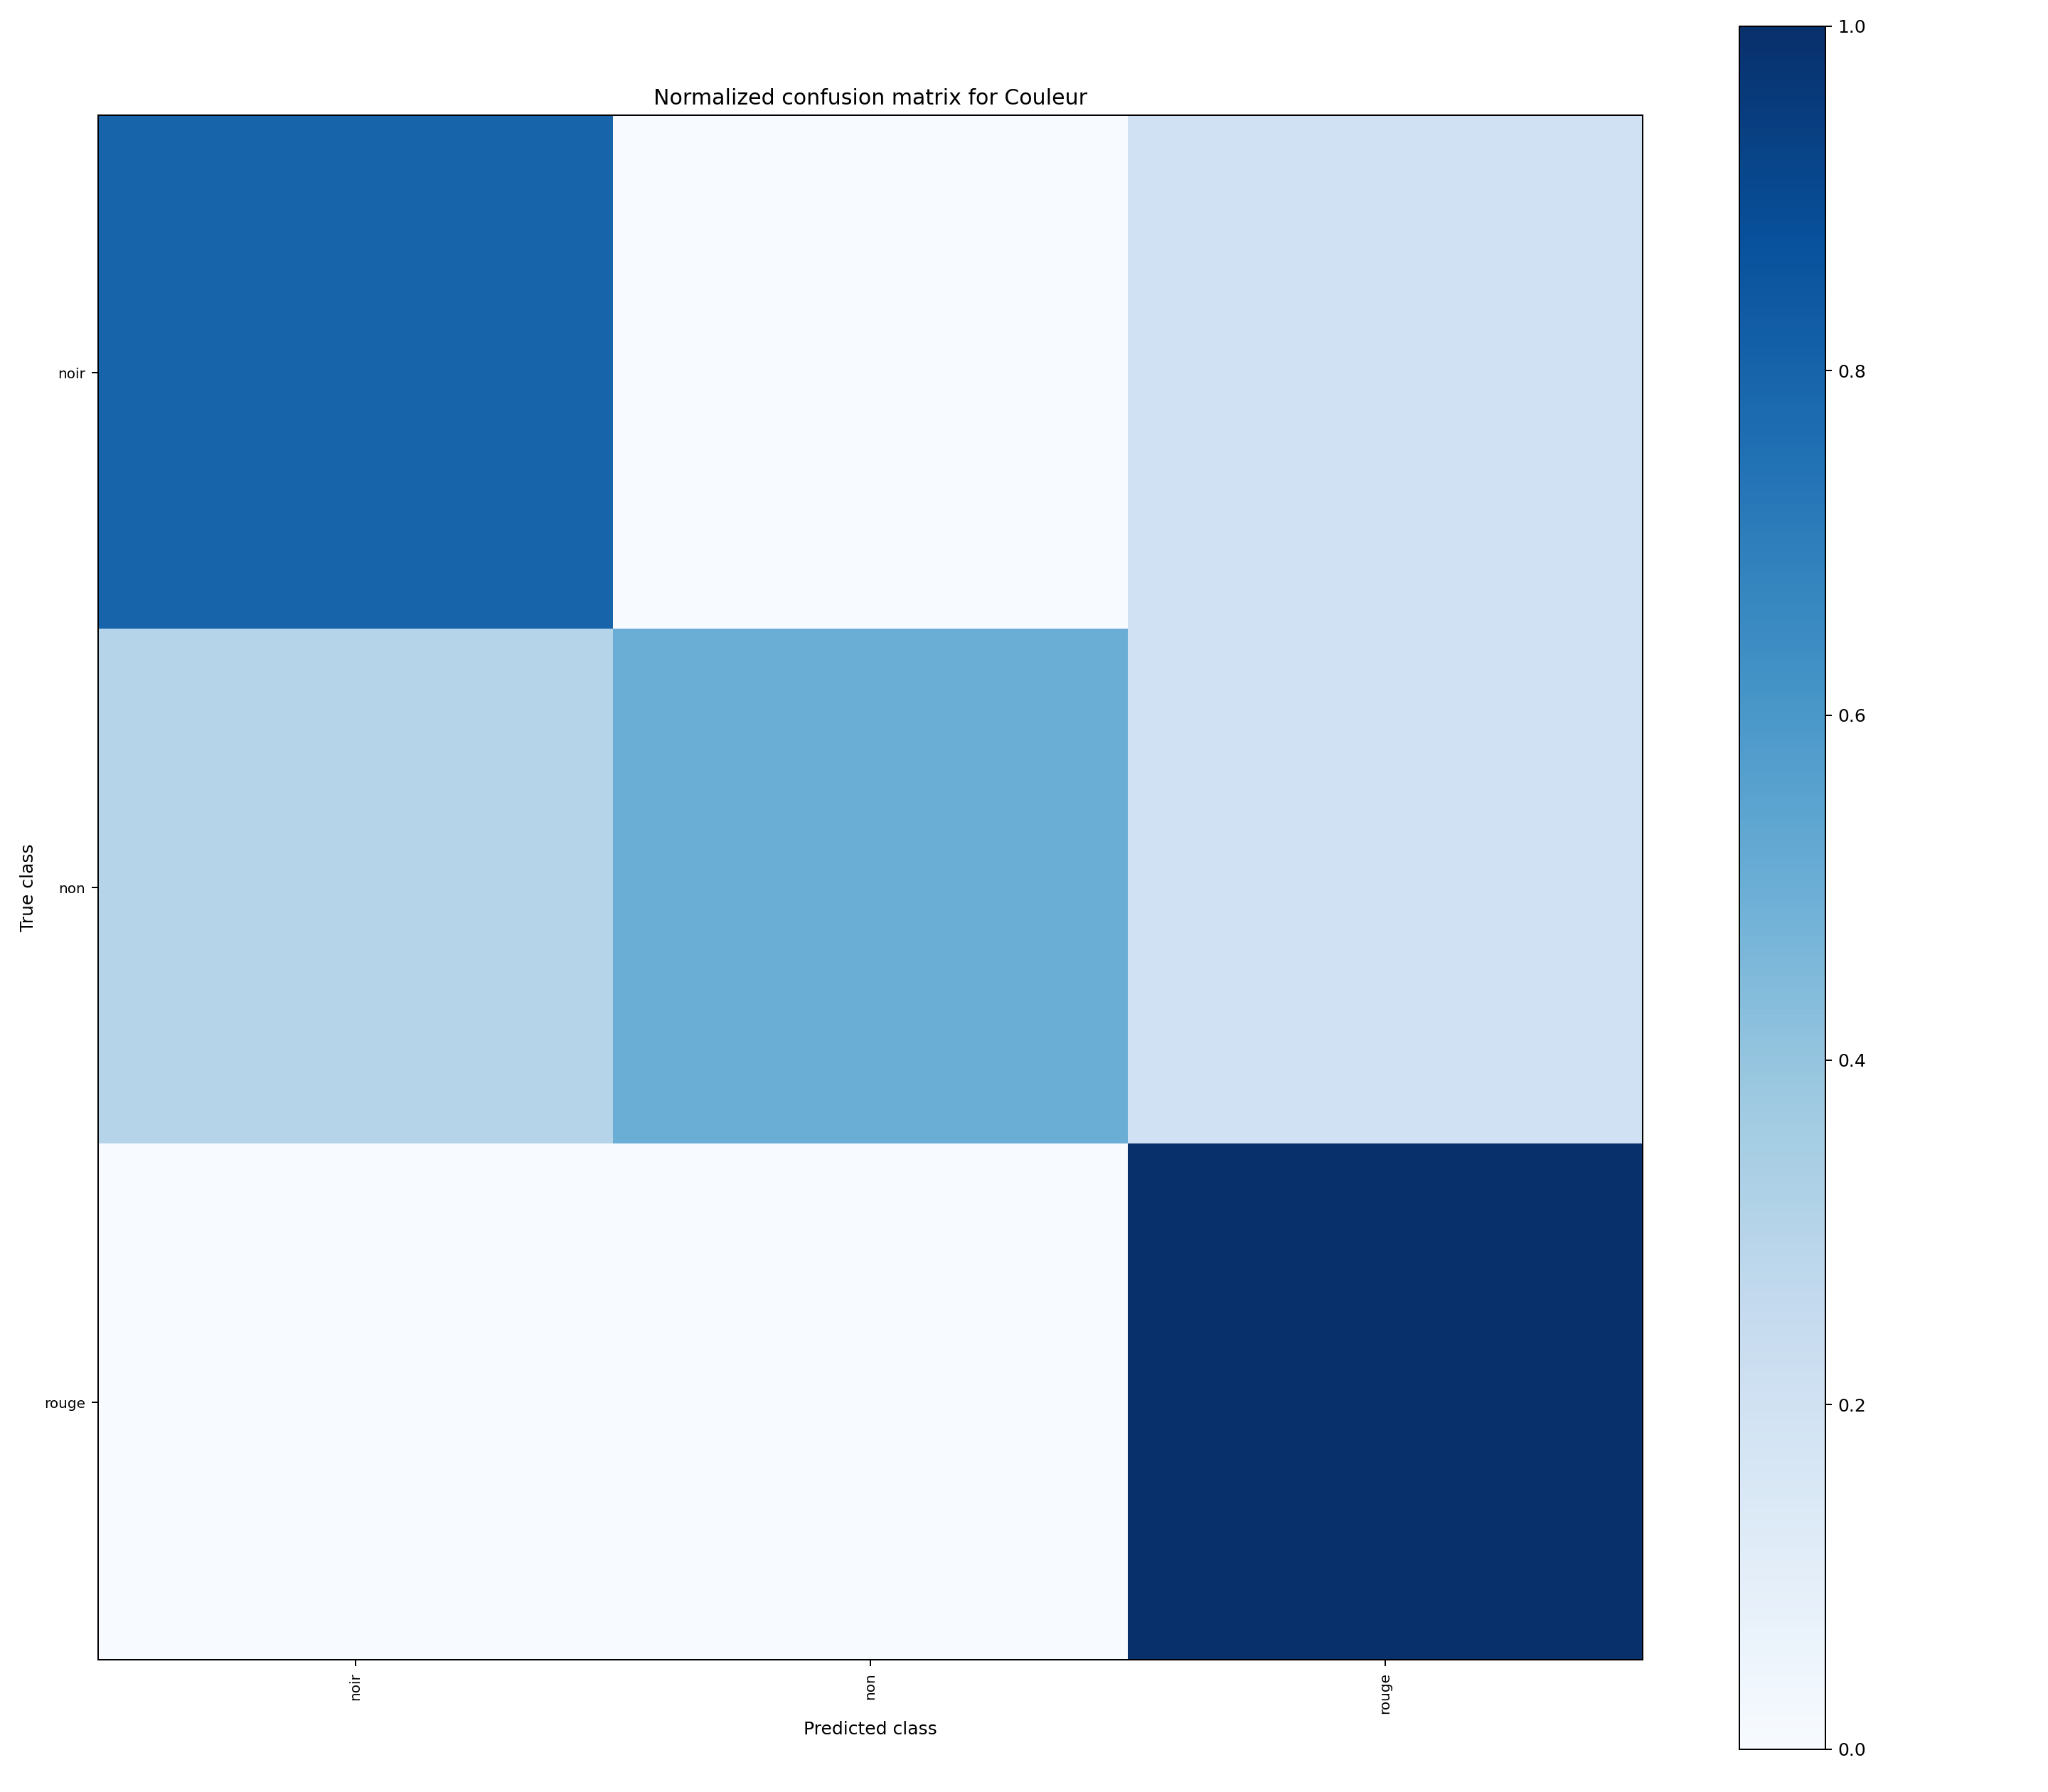 Normalized confusion matrix for Couleur
True class
noir
non
rouge
noir
non
rouge
Predicted class
1.0
0.8
0.6
0.4
0.2
0.0